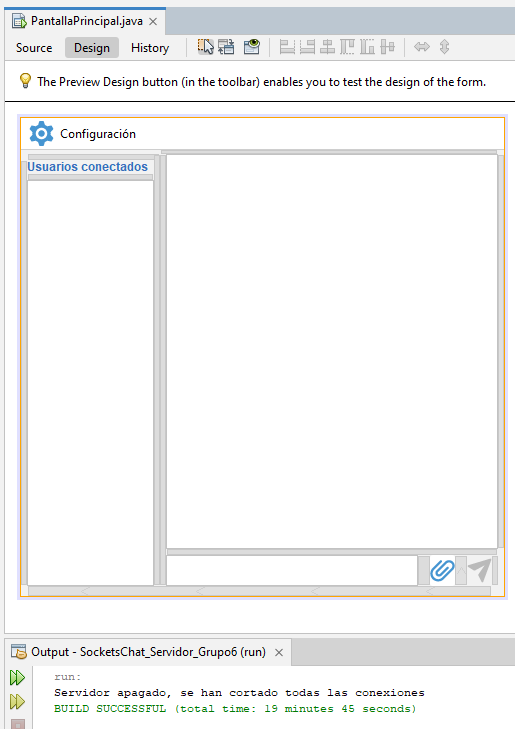 PantallaPrincipal.java
Source Design History
The Preview Design button (in the toolbar) enables you to test the design of the form.
Configuración
Usuarios conectados
Output - SocketsChat_Servidor_Grupo6 (run)
run:
Servidor apagado, se han cortado todas las conexiones
BUILD SUCCESSFUL (total time: 19 minutes 45 seconds)